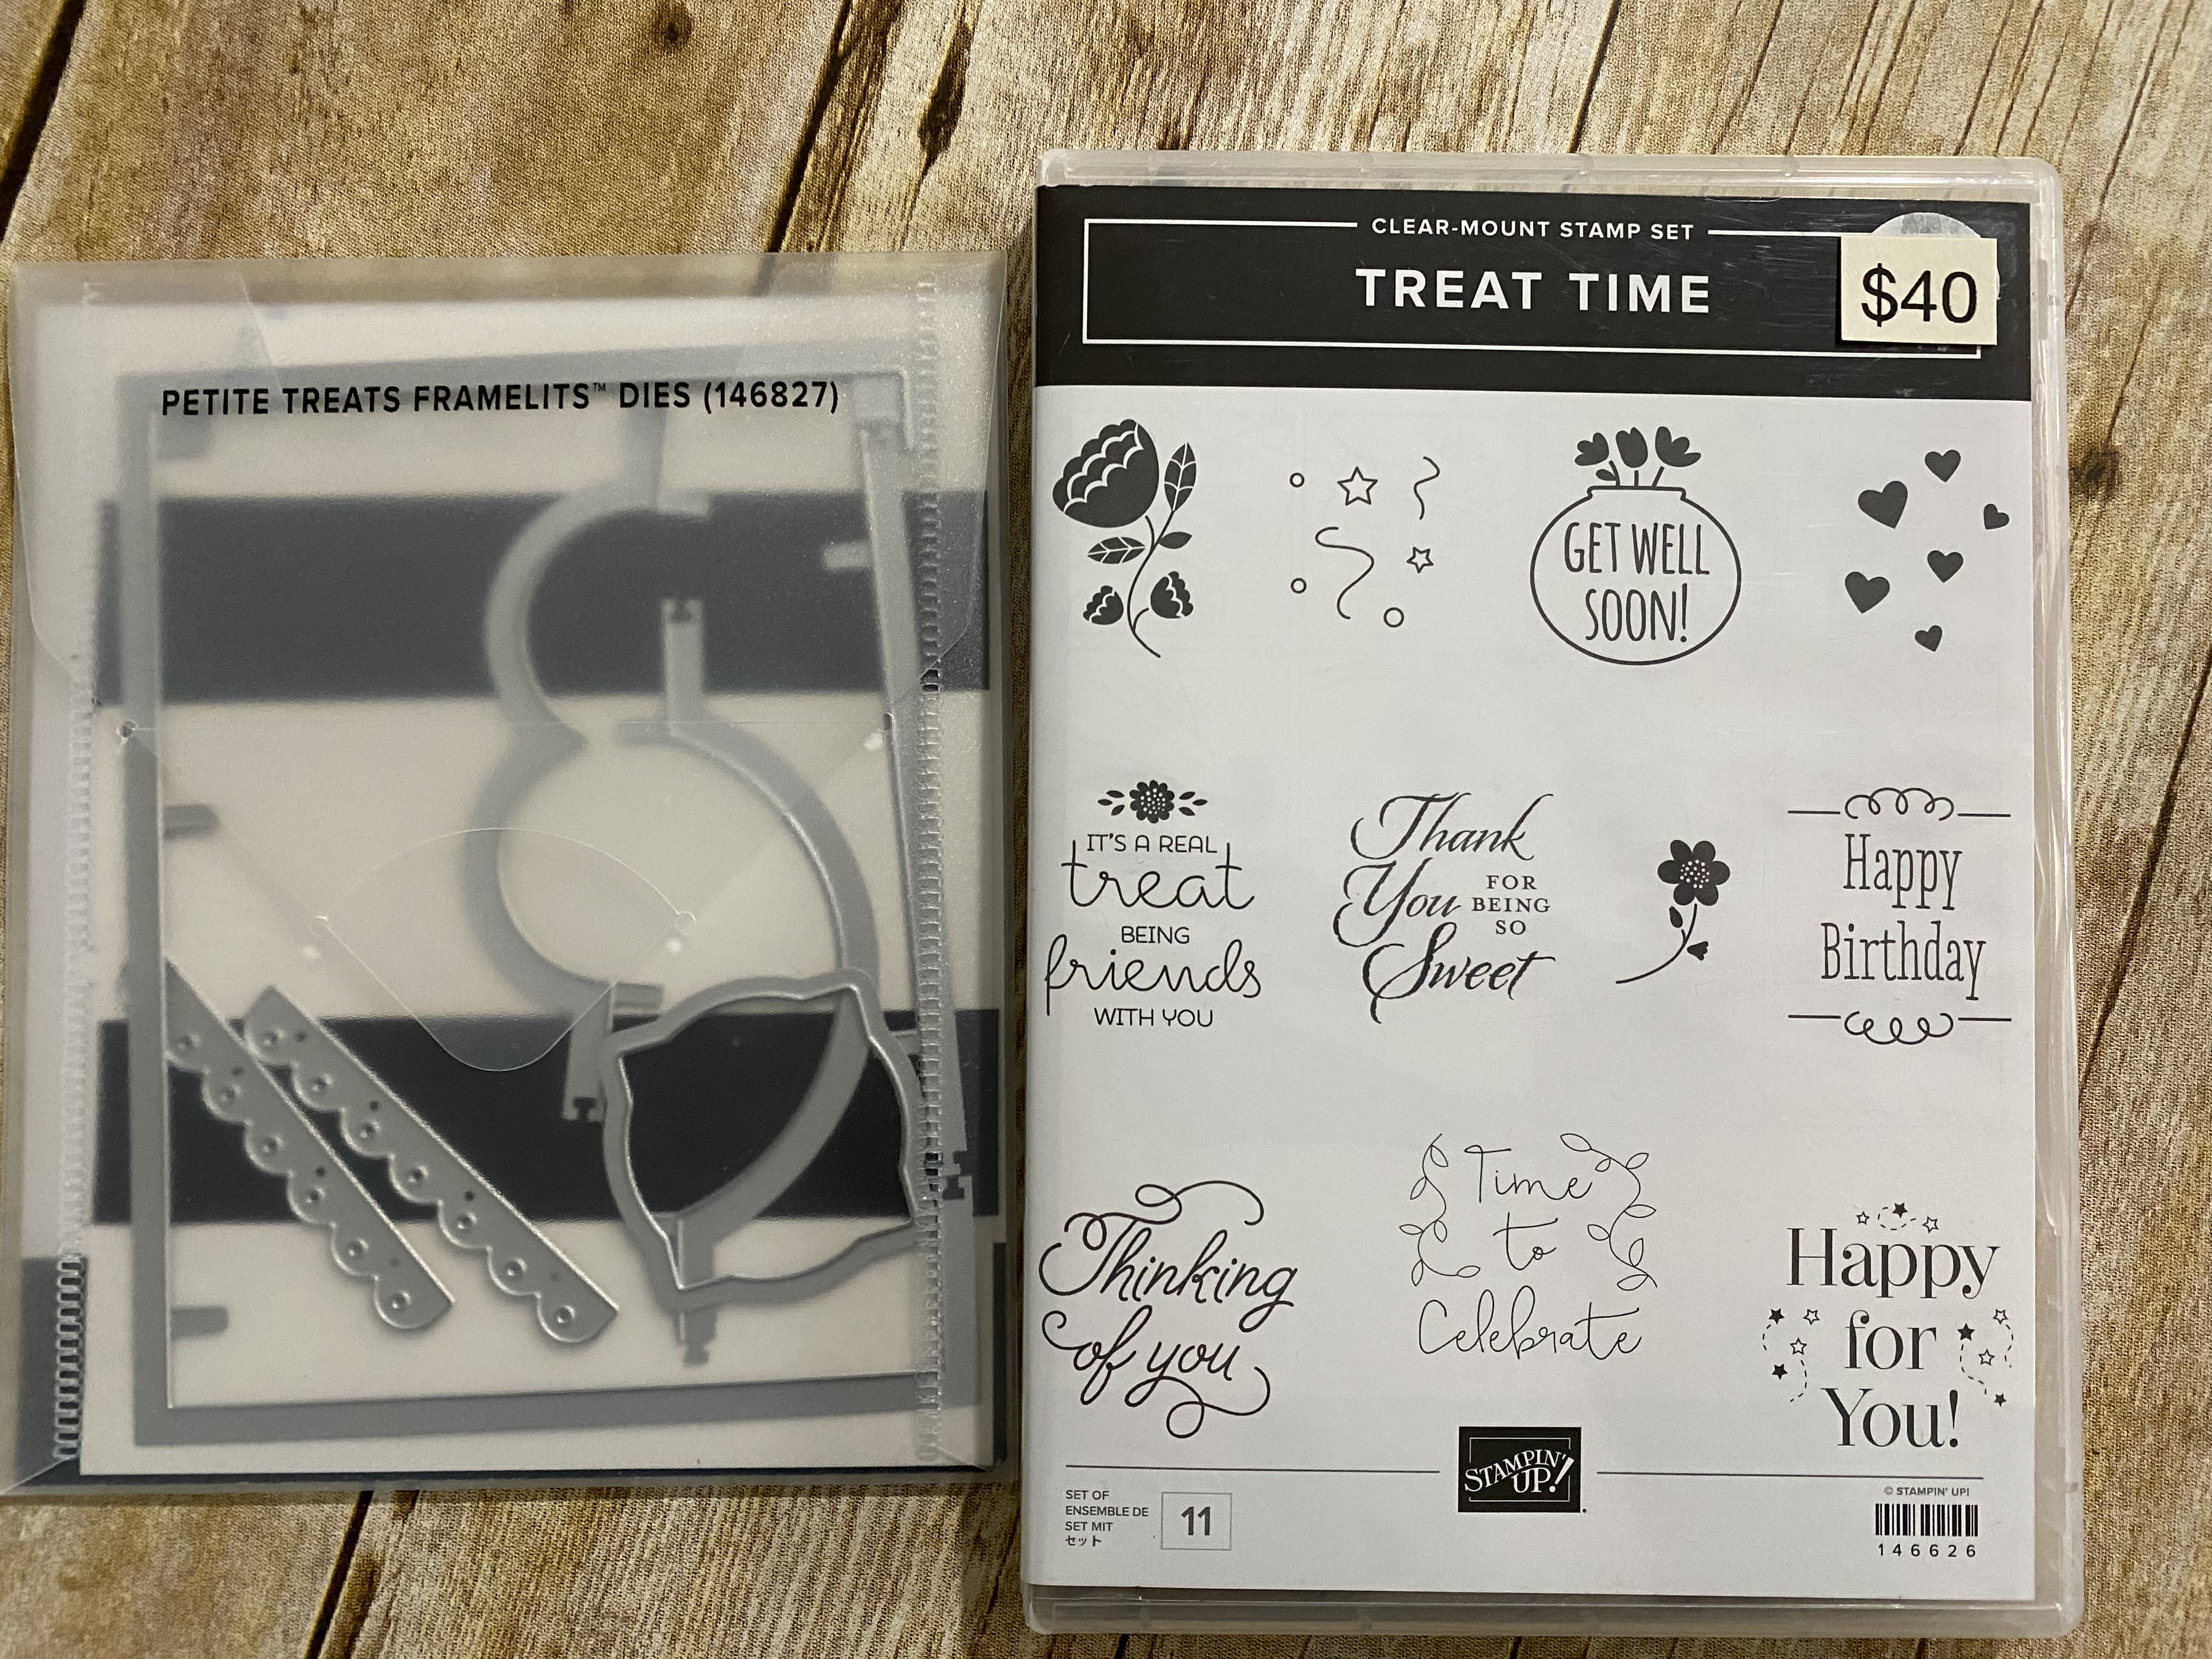 PETITE TREATS FRAMELITS™ DIES (146827)
CLEAR-MOUNT STAMP SET
TREAT TIME
$40
GET WELL
SOON!
IT'S A REAL
treat
BEING
friends
WITH YOU
Thank
You FOR BEING SO
Sweet
Happy
Birthday
Thinking
of you
Time
to
Celebrate
Happy
for
You!
STAMPIN'
UP!
SET OF
ENSEMBLE DE
SET MIT
セット
11
© STAMPIN' UP!
146626